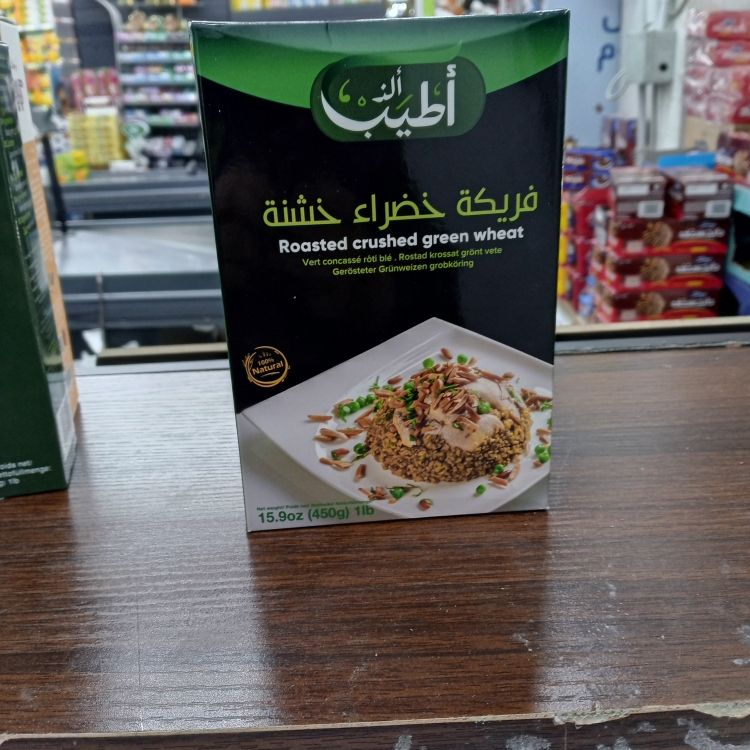 ألذ
أطيب
فريكة خضراء خشنة
Roasted crushed green wheat
Vert concassé rôti blé . Rostad krossat grönt vete
Gerösteter Grünweizen grobköring
100%
Natural
15.9oz (450g) 1lb